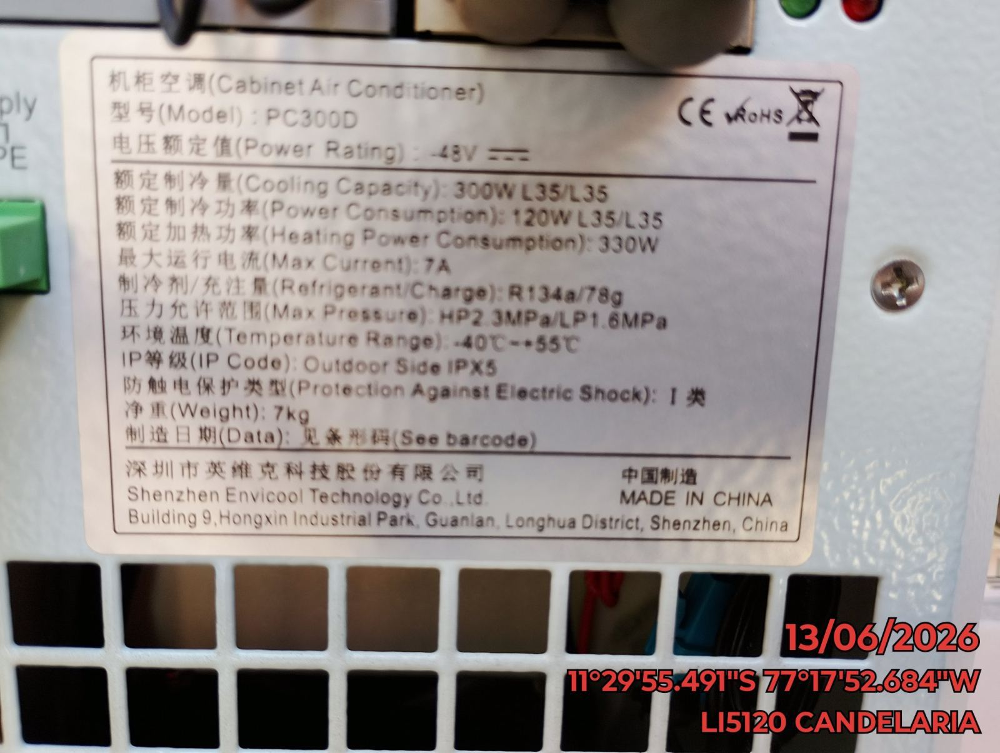 ply
PE
机柜空调(Cabinet Air Conditioner)
型号(Model) : PC300D
电压额定值(Power Rating) : -48V
CE RoHS
额定制冷量(Cooling Capacity): 300W L35/L35
额定制冷功率(Power Consumption): 120W L35/L35
额定加热功率(Heating Power Consumption): 330W
最大运行电流(Max Current): 7A
制冷剂/充注量(Refrigerant/Charge): R134a/78g
压力允许范围(Max Pressure): HP2.3MPa/LP1.6MPa
环境温度(Temperature Range): -40℃~+55℃
IP等级(IP Code): Outdoor Side IPX5
防触电保护类型(Protection Against Electric Shock): I 类
净重(Weight): 7kg
制造日期(Data): 见条形码(See barcode)
深圳市英维克科技股份有限公司
中国制造
Shenzhen Envicool Technology Co.,Ltd.
MADE IN CHINA
Building 9,Hongxin Industrial Park, Guanlan, Longhua District, Shenzhen, China
13/06/2026
11°29'55.491"S 77°17'52.684"W
LI5120 CANDELARIA